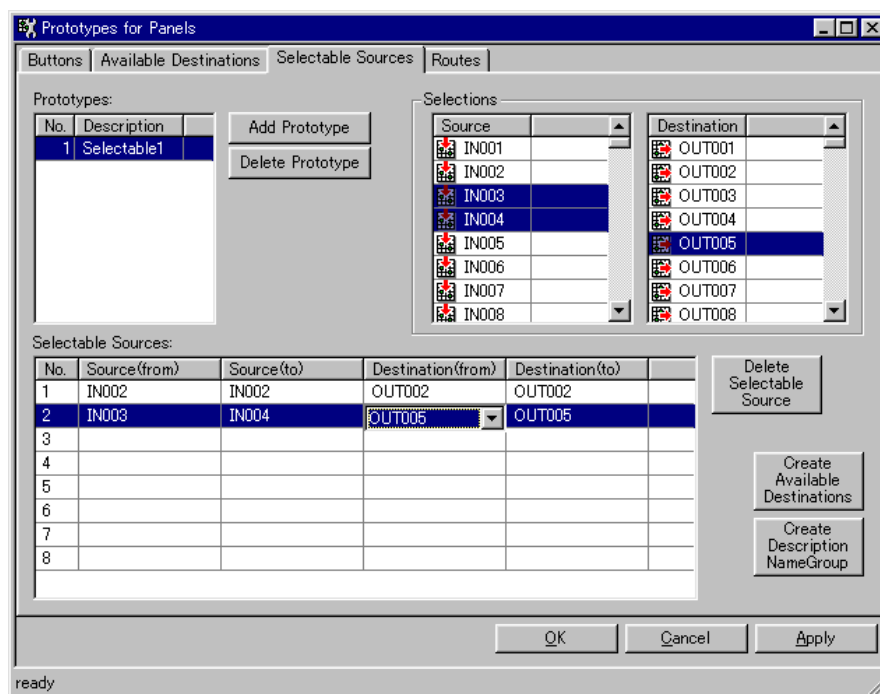 Prototypes for Panels
Buttons Available Destinations Selectable Sources Routes
Prototypes:
No. Description
1 Selectable1
Add Prototype
Delete Prototype
Selections
Source
IN001
IN002
IN003
IN004
IN005
IN006
IN007
IN008
Destination
OUT001
OUT002
OUT003
OUT004
OUT005
OUT006
OUT007
OUT008
Selectable Sources:
No. Source(from) Source(to) Destination(from) Destination(to)
1 IN002 IN002 OUT002 OUT002
2 IN003 IN004 OUT005 OUT005
3
4
5
6
7
8
Delete
Selectable
Source
Create
Available
Destinations
Create
Description
NameGroup
OK Cancel Apply
ready